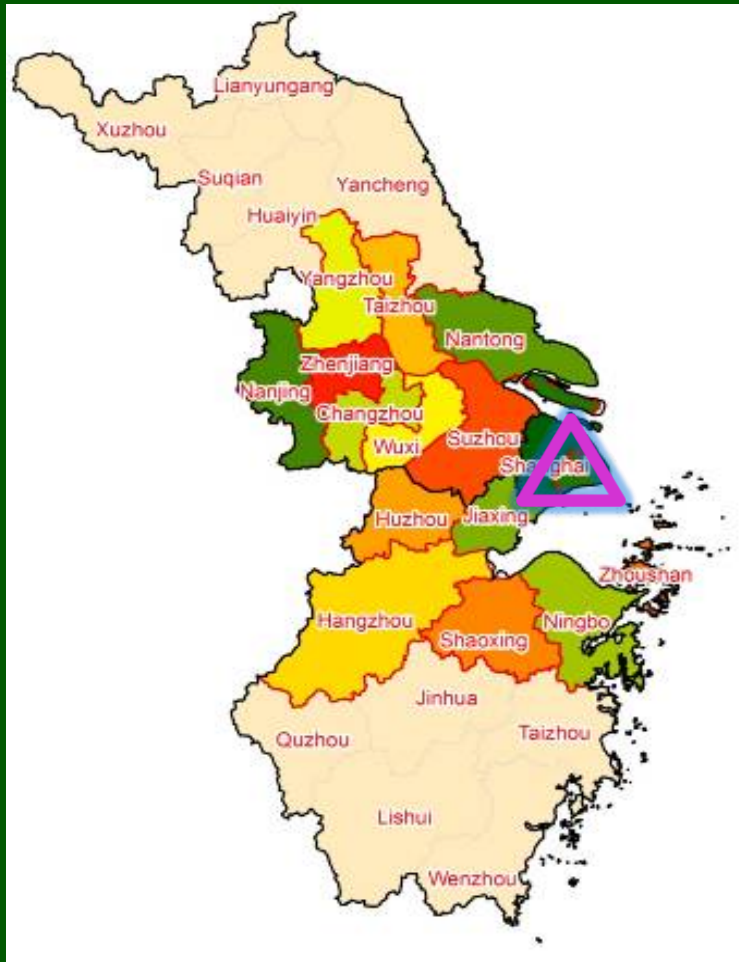 Lianyungang
Xuzhou
Suqian
Yancheng
Huaiyin
Yangzhou
Taizhou
Nantong
Zhenjiang
Nanjing
Changzhou
Suzhou
Wuxi
Shanghai
Huzhou
Jiaxing
Zhousnan
Hangzhou
Ningbo
Shaoxing
Jinhua
Quzhou
Taizhou
Lishui
Wenzhou